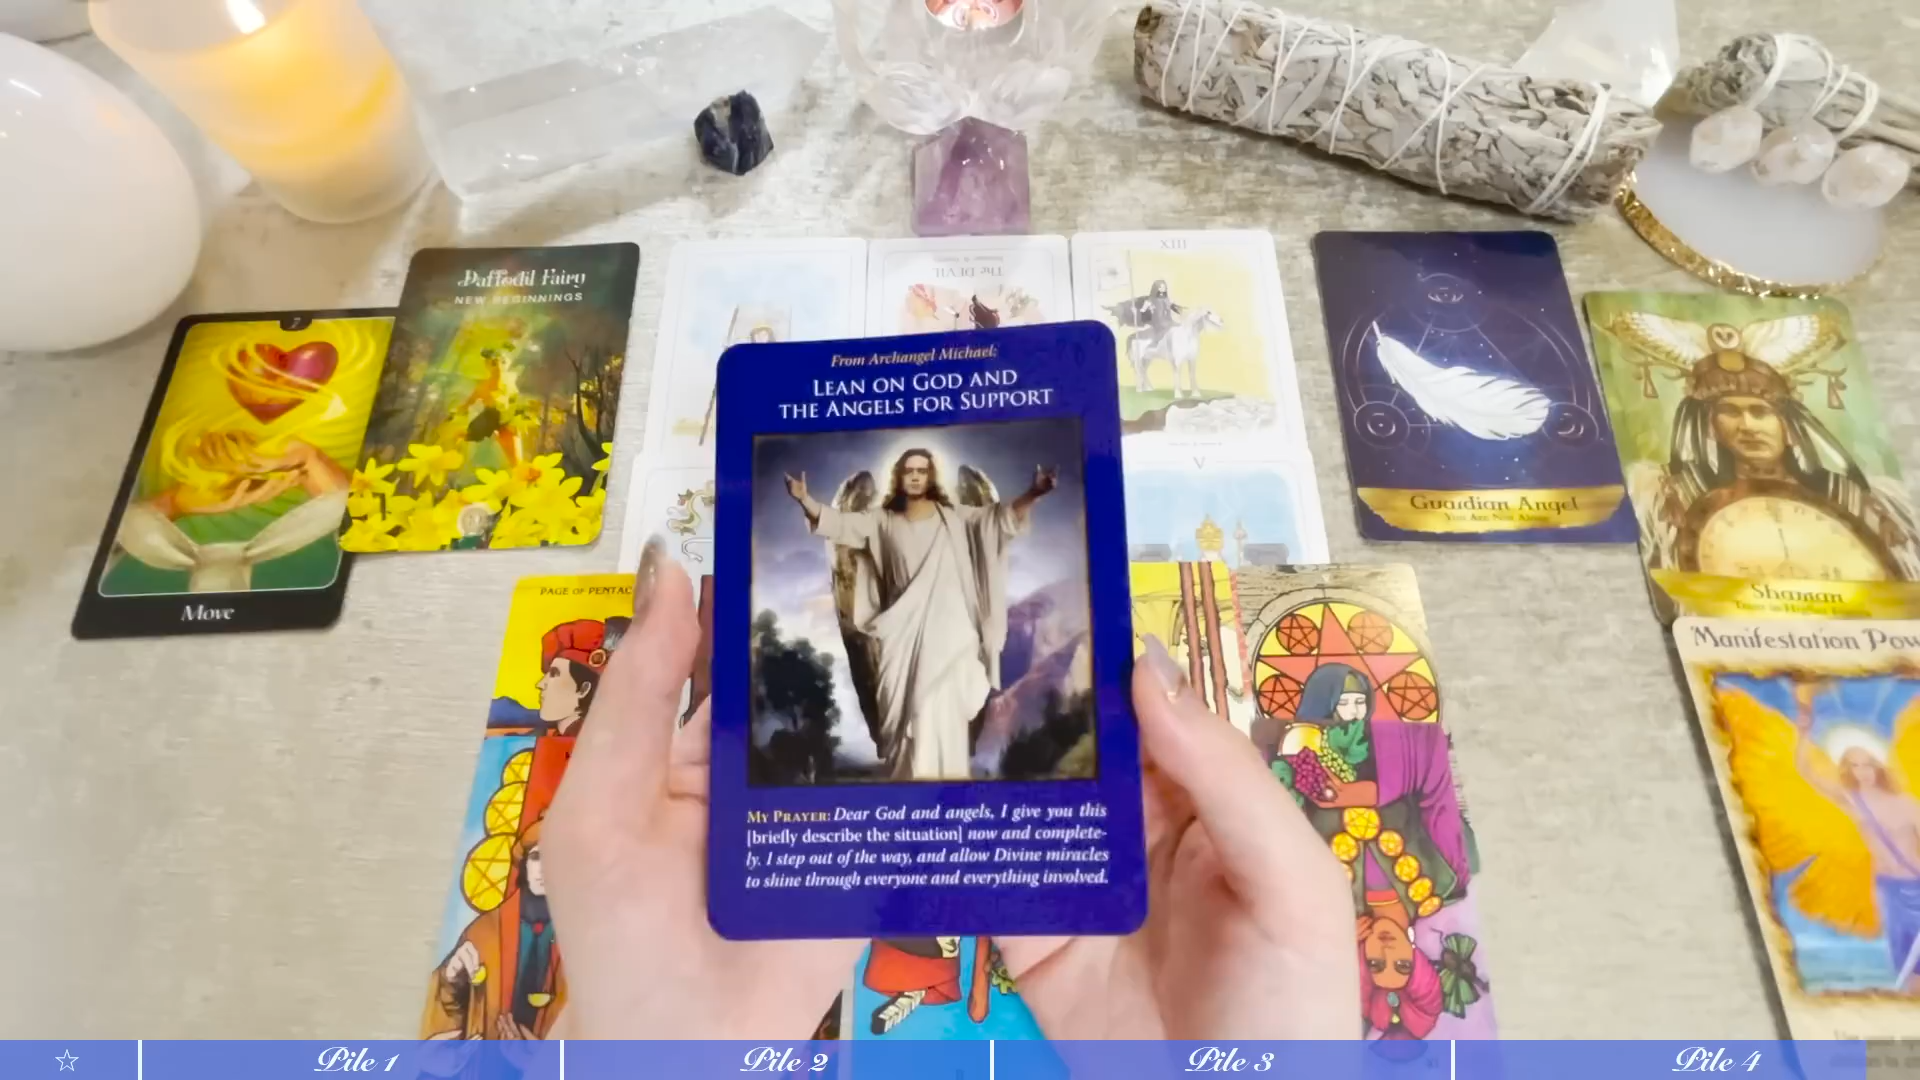 Daffodil Fairy
NEW BEGINNINGS
7
Move
The DEVIL
XIII
V
From Archangel Michael:
LEAN ON GOD AND
THE ANGELS FOR SUPPORT
MY PRAYER: Dear God and angels, I give you this
[briefly describe the situation] now and complete-
ly. I step out of the way, and allow Divine miracles
to shine through everyone and everything involved.
Guardian Angel
You Are Not Alone
Shaman
Manifestation Pow
PAGE OF PENTAC
☆
Pile 1
Pile 2
Pile 3
Pile 4